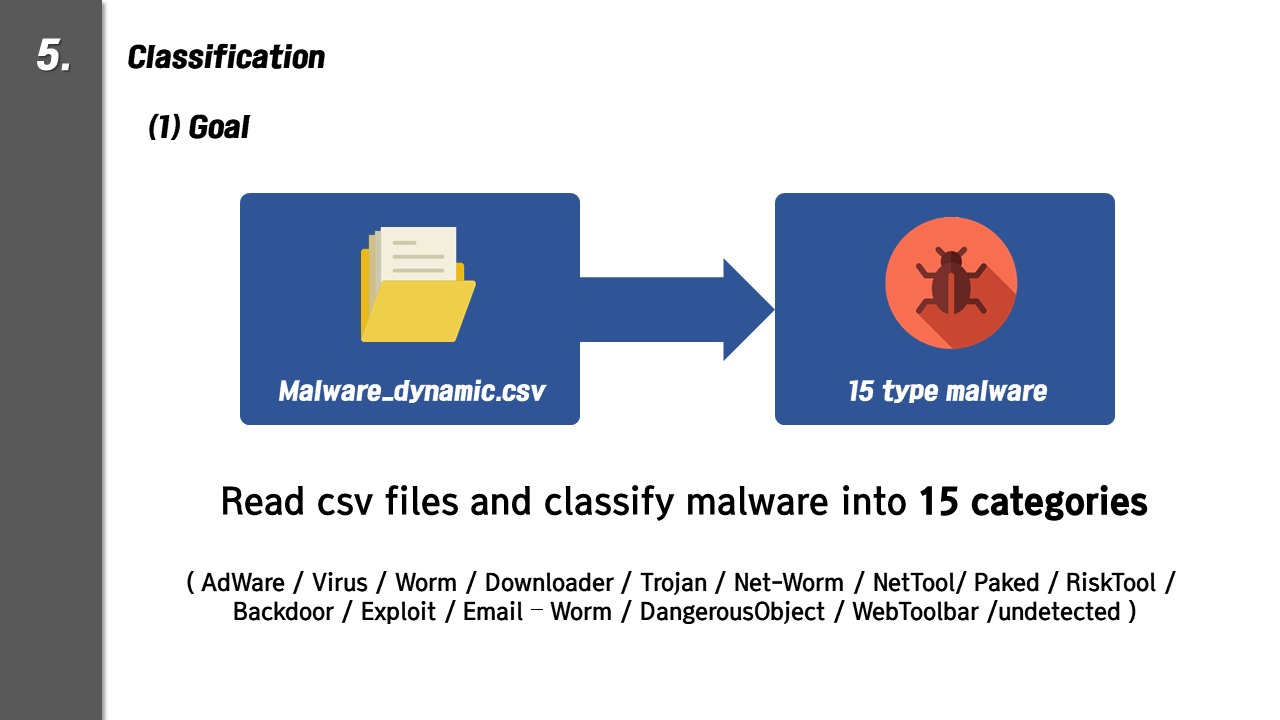 5.
Classification
(1) Goal
Malware_dynamic.csv
15 type malware
Read csv files and classify malware into 15 categories
( AdWare / Virus / Worm / Downloader / Trojan / Net-Worm / NetTool/ Paked / RiskTool /
Backdoor / Exploit / Email – Worm / DangerousObject / WebToolbar /undetected )